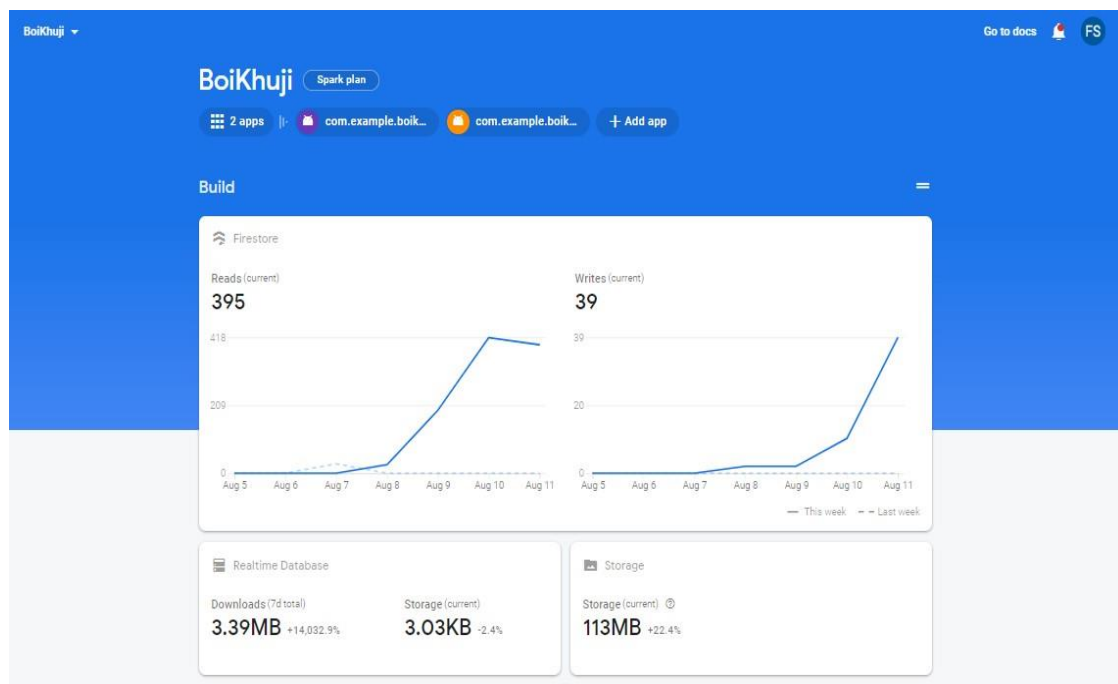 BoiKhuji
Go to docs
FS
BoiKhuji
Spark plan
2 apps
com.example.boik...
com.example.boik...
+ Add app
Build
Firestore
Reads (current)
395
418
209
0
Aug 5 Aug 6 Aug 7 Aug 8 Aug 9 Aug 10 Aug 11
Writes (current)
39
39
20
0
Aug 5 Aug 6 Aug 7 Aug 8 Aug 9 Aug 10 Aug 11
This week
Last week
Realtime Database
Downloads (7d total)
3.39MB +14,032.9%
Storage (current)
3.03KB -2.4%
Storage
Storage (current)
113MB +22.4%